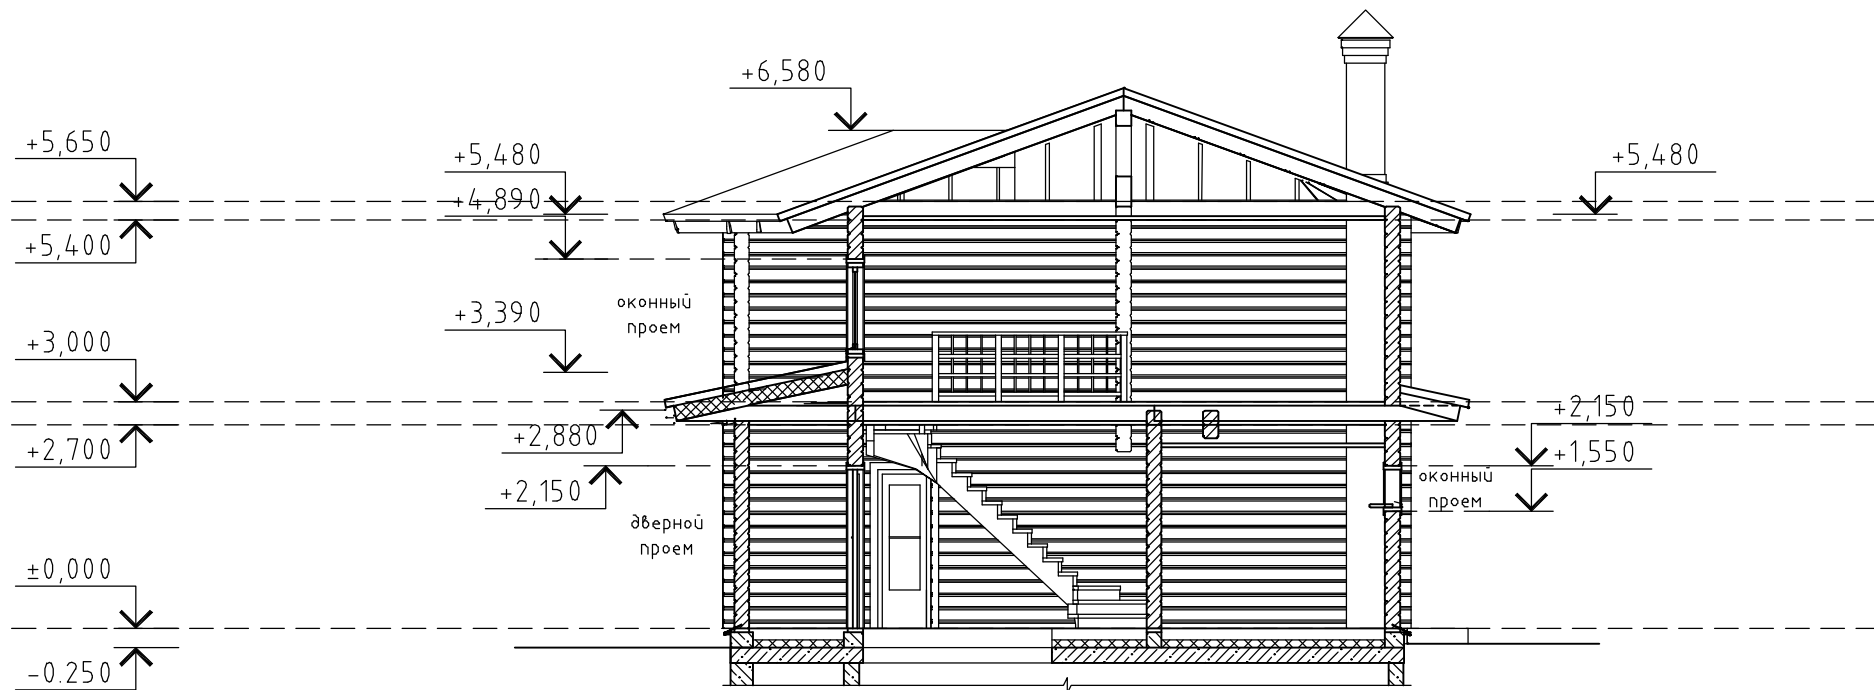 +6,580
+5,650
+5,480
+5,480
+4,890
+5,400
оконный
проем
+3,390
+3,000
+2,150
+2,880
+2,700
+1,550
оконный
проем
+2,150
дверной
проем
±0,000
-0.250